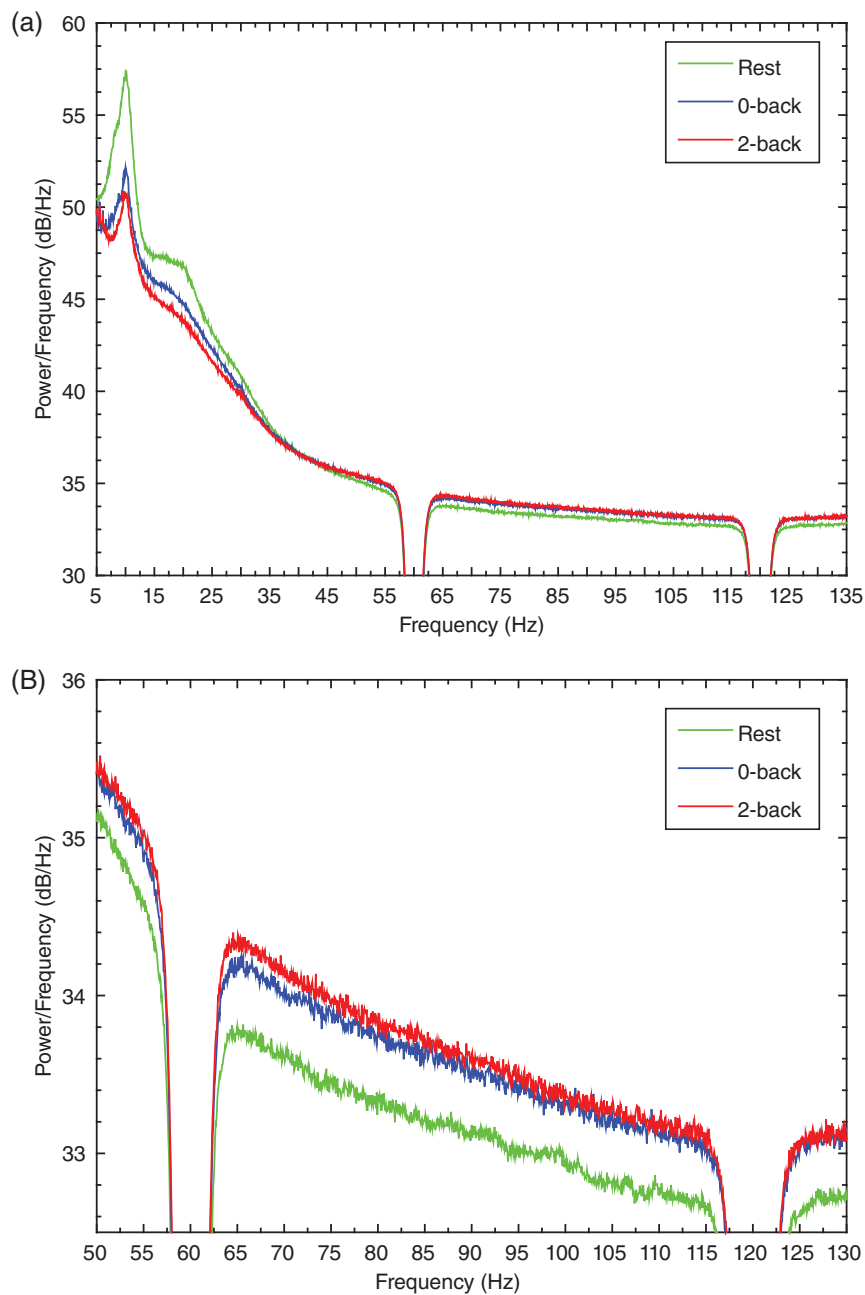 (a)
60
55
50
45
40
35
30
Power/Frequency (dB/Hz)
Rest
0-back
2-back
5 15 25 35 45 55 65 75 85 95 105 115 125 135
Frequency (Hz)
(B)
36
35
34
33
Power/Frequency (dB/Hz)
Rest
0-back
2-back
50 55 60 65 70 75 80 85 90 95 100 105 110 115 120 125 130
Frequency (Hz)